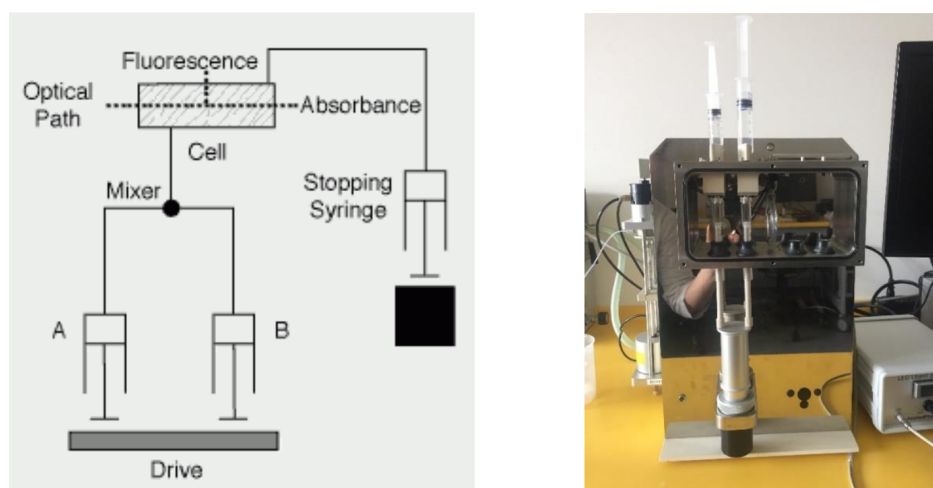 Fluorescence
Optical
Path
Absorbance
Cell
Mixer
Stopping
Syringe
A
B
Drive